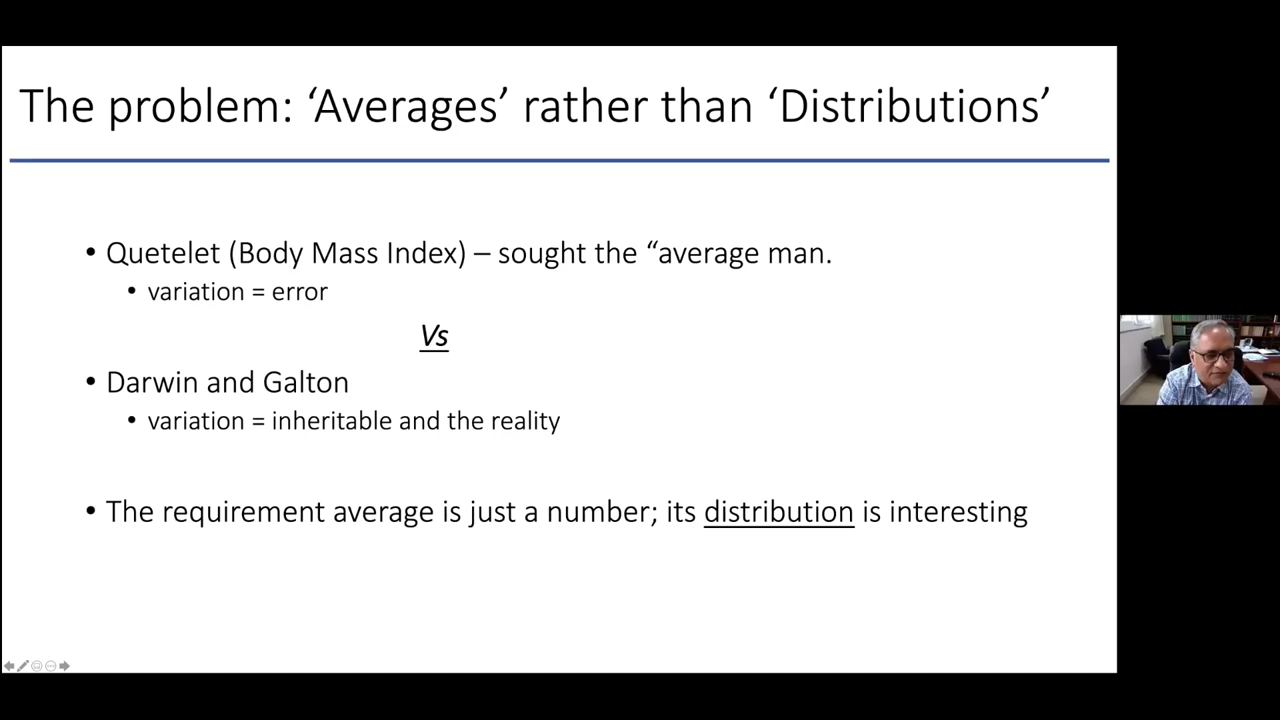 The problem: ‘Averages’ rather than ‘Distributions’
• Quetelet (Body Mass Index) – sought the “average man.
• variation = error
Vs
• Darwin and Galton
• variation = inheritable and the reality
• The requirement average is just a number; its distribution is interesting